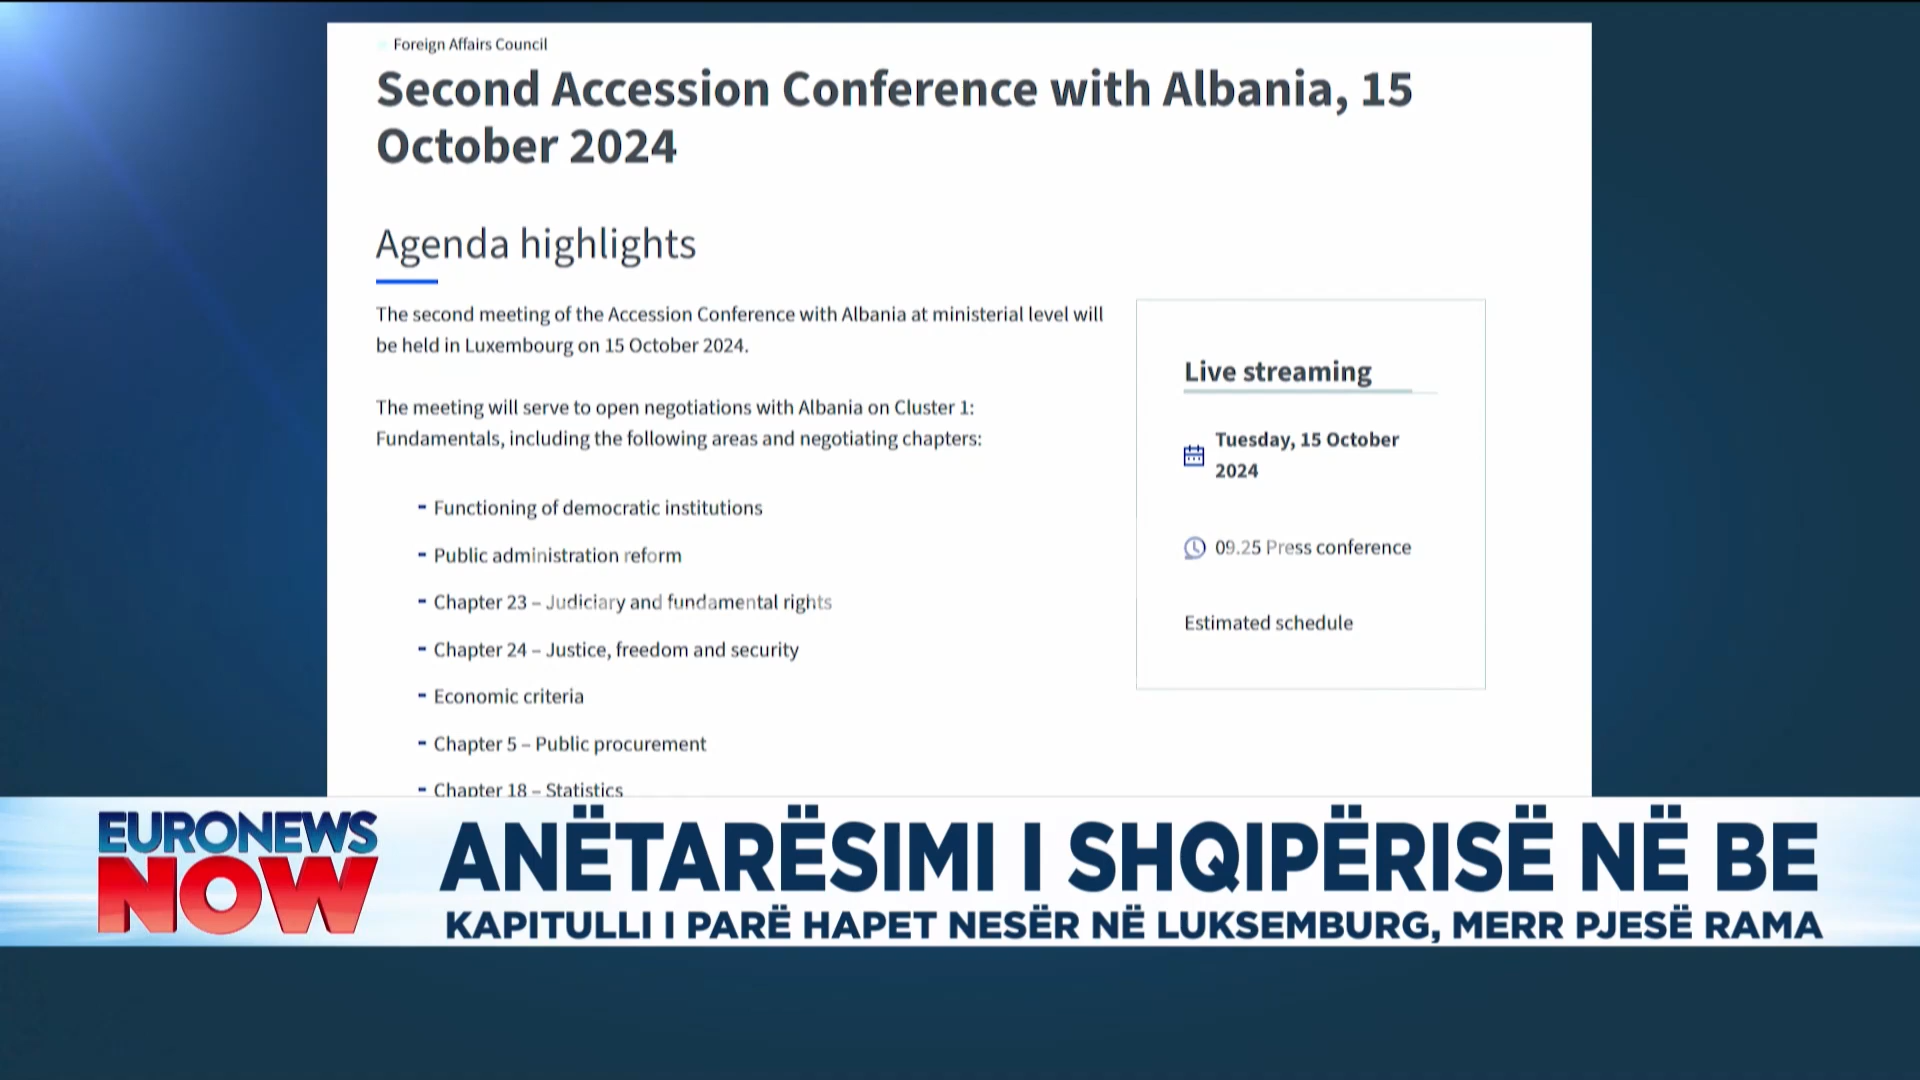 Foreign Affairs Council
Second Accession Conference with Albania, 15
October 2024
Agenda highlights
The second meeting of the Accession Conference with Albania at ministerial level will
be held in Luxembourg on 15 October 2024.
The meeting will serve to open negotiations with Albania on Cluster 1:
Fundamentals, including the following areas and negotiating chapters:
- Functioning of democratic institutions
- Public administration reform
- Chapter 23 – Judiciary and fundamental rights
- Chapter 24 – Justice, freedom and security
- Economic criteria
- Chapter 5 – Public procurement
- Chapter 18 – Statistics
Live streaming
Tuesday, 15 October
2024
09.25 Press conference
Estimated schedule
EURONEWS
NOW
ANËTARËSIMI I SHQIPËRISË NË BE
KAPITULLI I PARË HAPET NESËR NË LUKSEMBURG, MERR PJESË RAMA